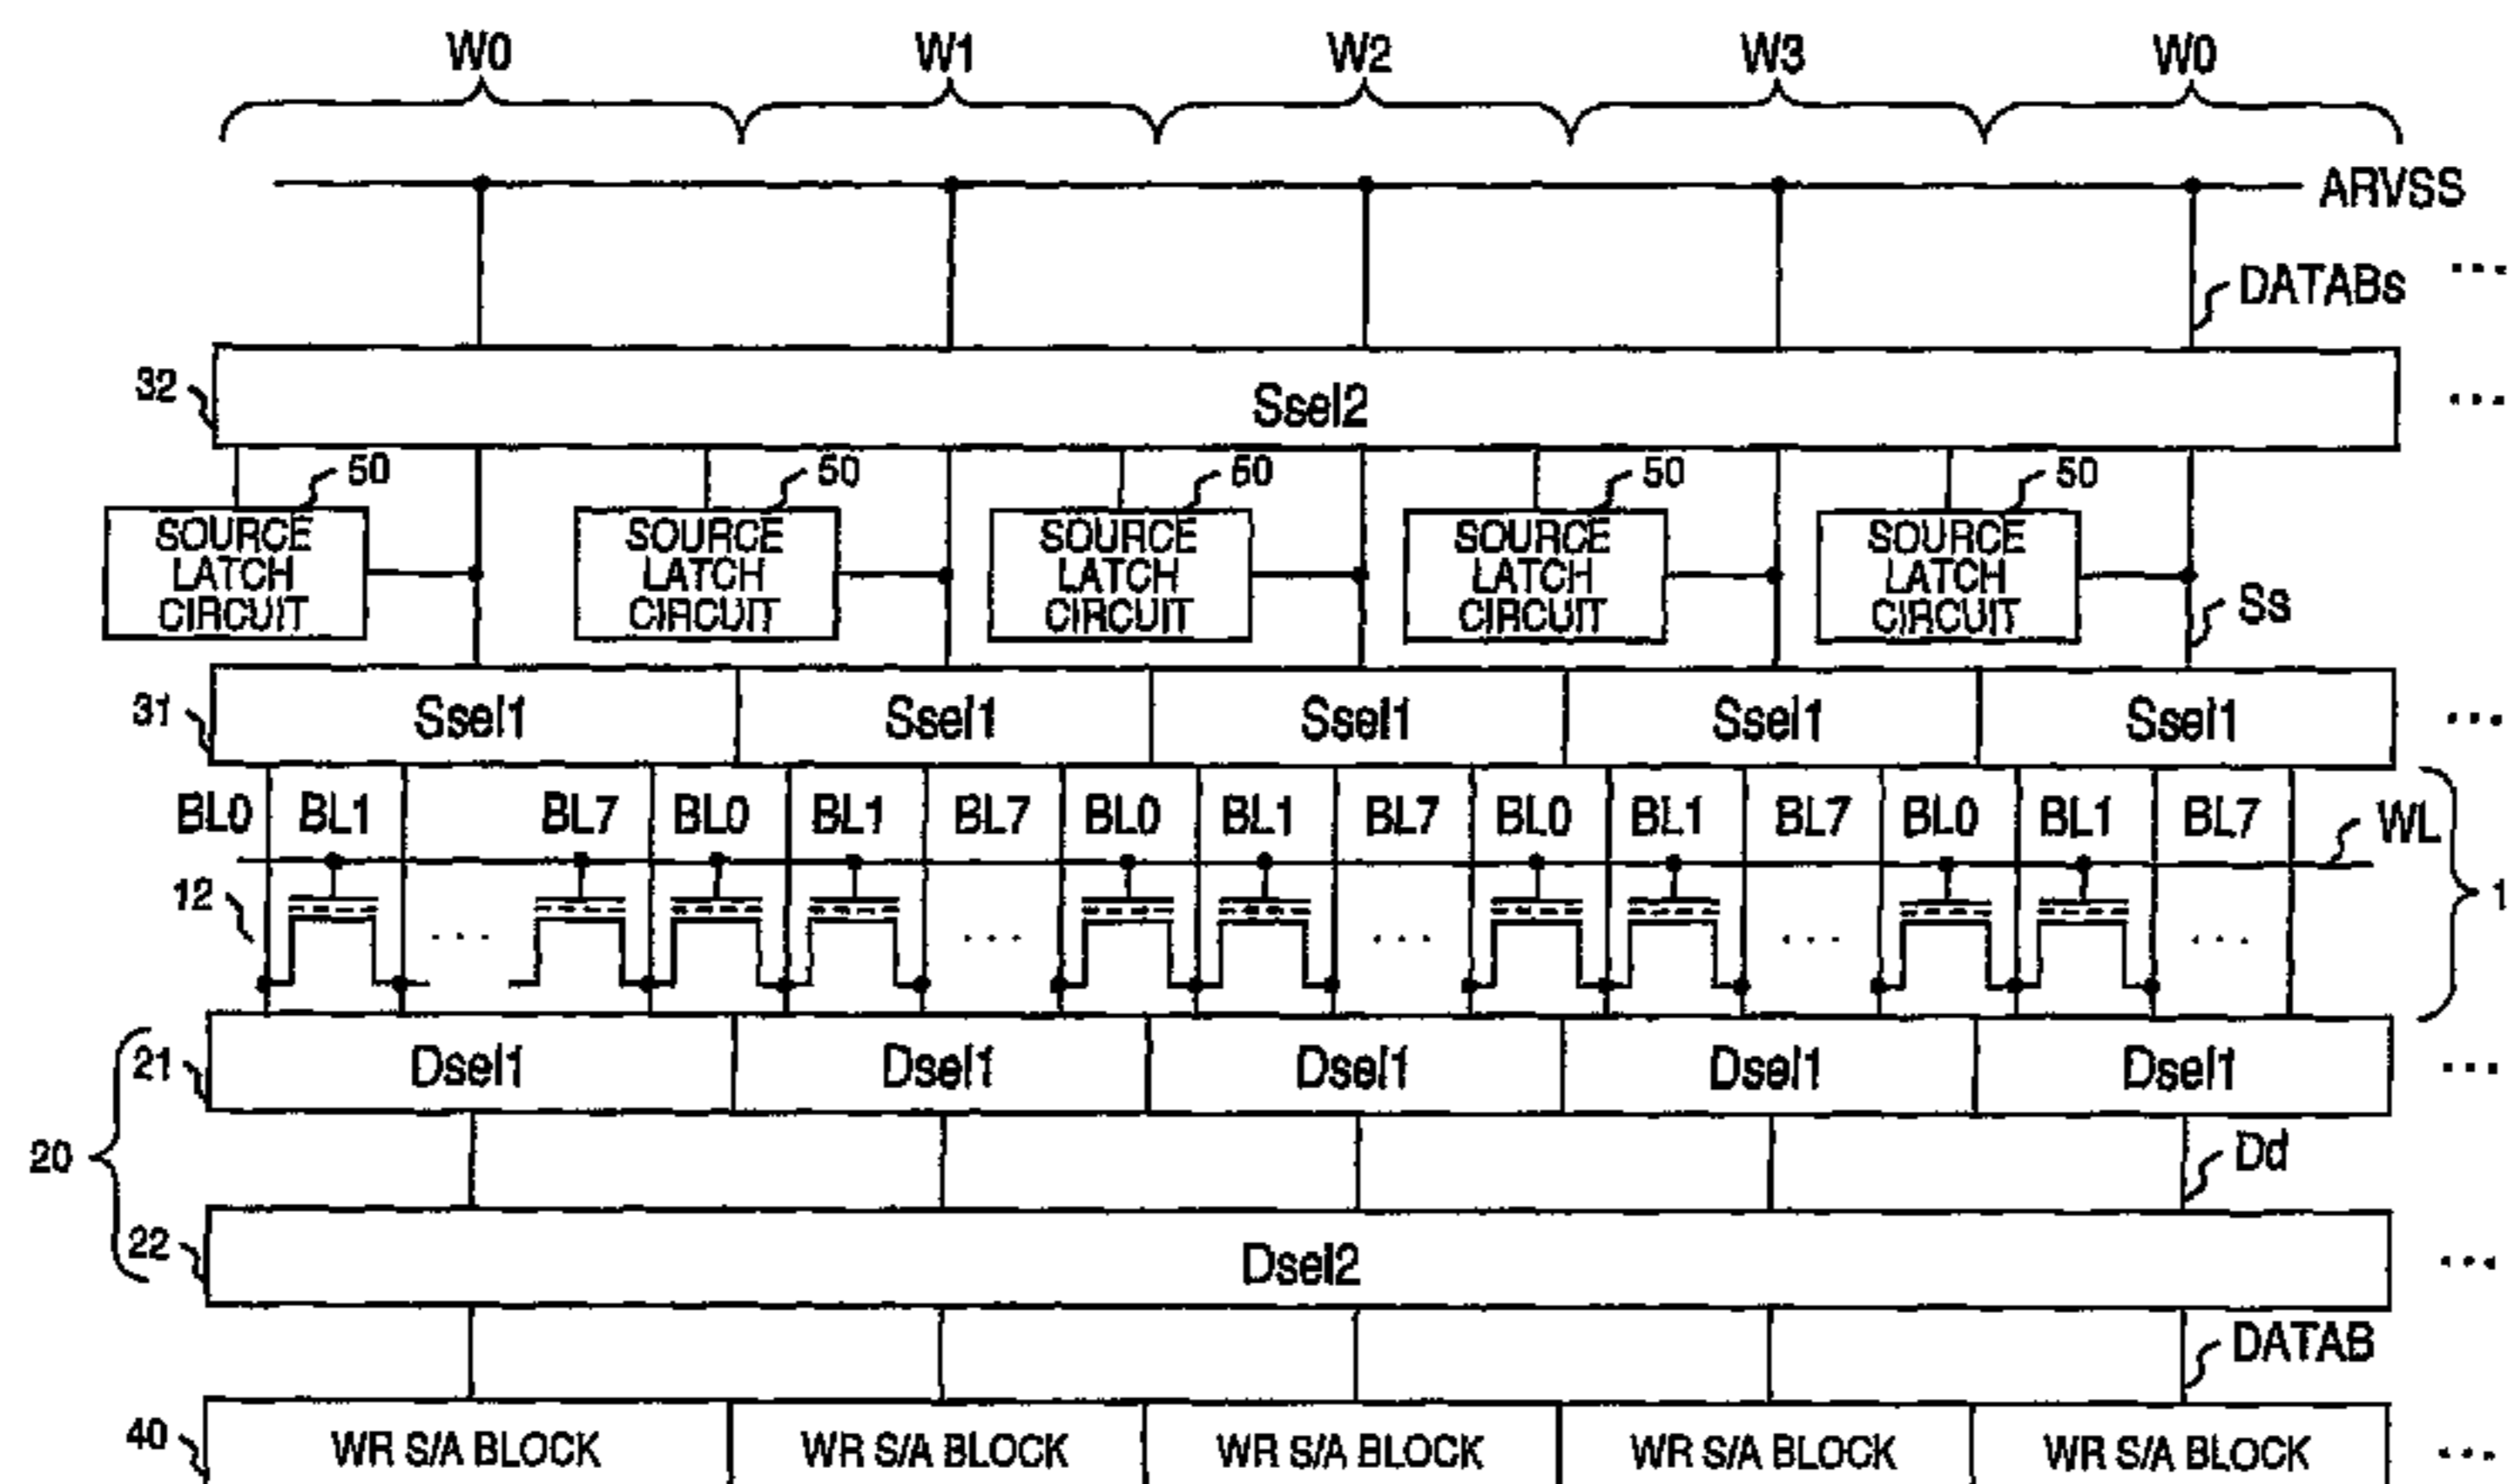 W0 W1 W2 W3 W0
ARVSS
DATABs ...
32 Ssel2 ...
50 50 50 50 50
SOURCE LATCH CIRCUIT SOURCE LATCH CIRCUIT SOURCE LATCH CIRCUIT SOURCE LATCH CIRCUIT SOURCE LATCH CIRCUIT
Ss
31 Ssel1 Ssel1 Ssel1 Ssel1 Ssel1 ...
BL0 BL1 BL7 BL0 BL1 BL7 BL0 BL1 BL7 BL0 BL1 BL7 BL0 BL1 BL7 WL
12 1
... ... ... ... ...
21 Dsel1 Dsel1 Dsel1 Dsel1 Dsel1 ...
20 Dd
22 Dsel2 ...
DATAB
40 WR S/A BLOCK WR S/A BLOCK WR S/A BLOCK WR S/A BLOCK WR S/A BLOCK ...